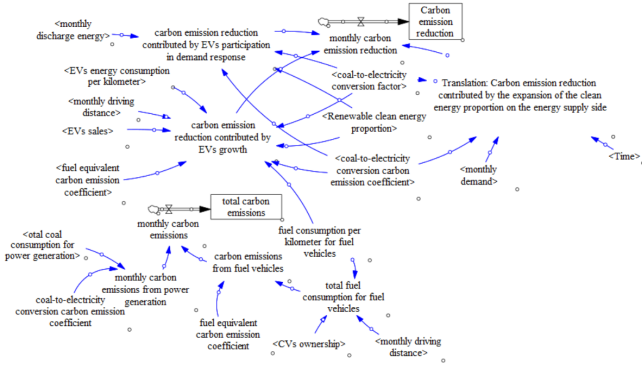 <monthly
discharge energy>
carbon emission reduction
contributed by EVs participation
in demand response
monthly carbon
emission reduction
Carbon
emission
reduction
<EVs energy consumption
per kilometer>
<coal-to-electricity
conversion factor>
Translation: Carbon emission reduction
contributed by the expansion of the clean
energy proportion on the energy supply side
<monthly driving
distance>
<EVs sales>
carbon emission
reduction contributed by
EVs growth
<Renewable clean energy
proportion>
<fuel equivalent
carbon emission
coefficient>
<coal-to-electricity
conversion carbon
emission coefficient>
<monthly
demand>
<Time>
total carbon
emissions
monthly carbon
emissions
fuel consumption per
kilometer for fuel
vehicles
<otal coal
consumption for
power generation>
carbon emissions
from fuel vehicles
monthly carbon
emissions from power
generation
total fuel
consumption for fuel
vehicles
coal-to-electricity
conversion carbon emission
coefficient
fuel equivalent
carbon emission
coefficient
<CVs ownership>
<monthly driving
distance>